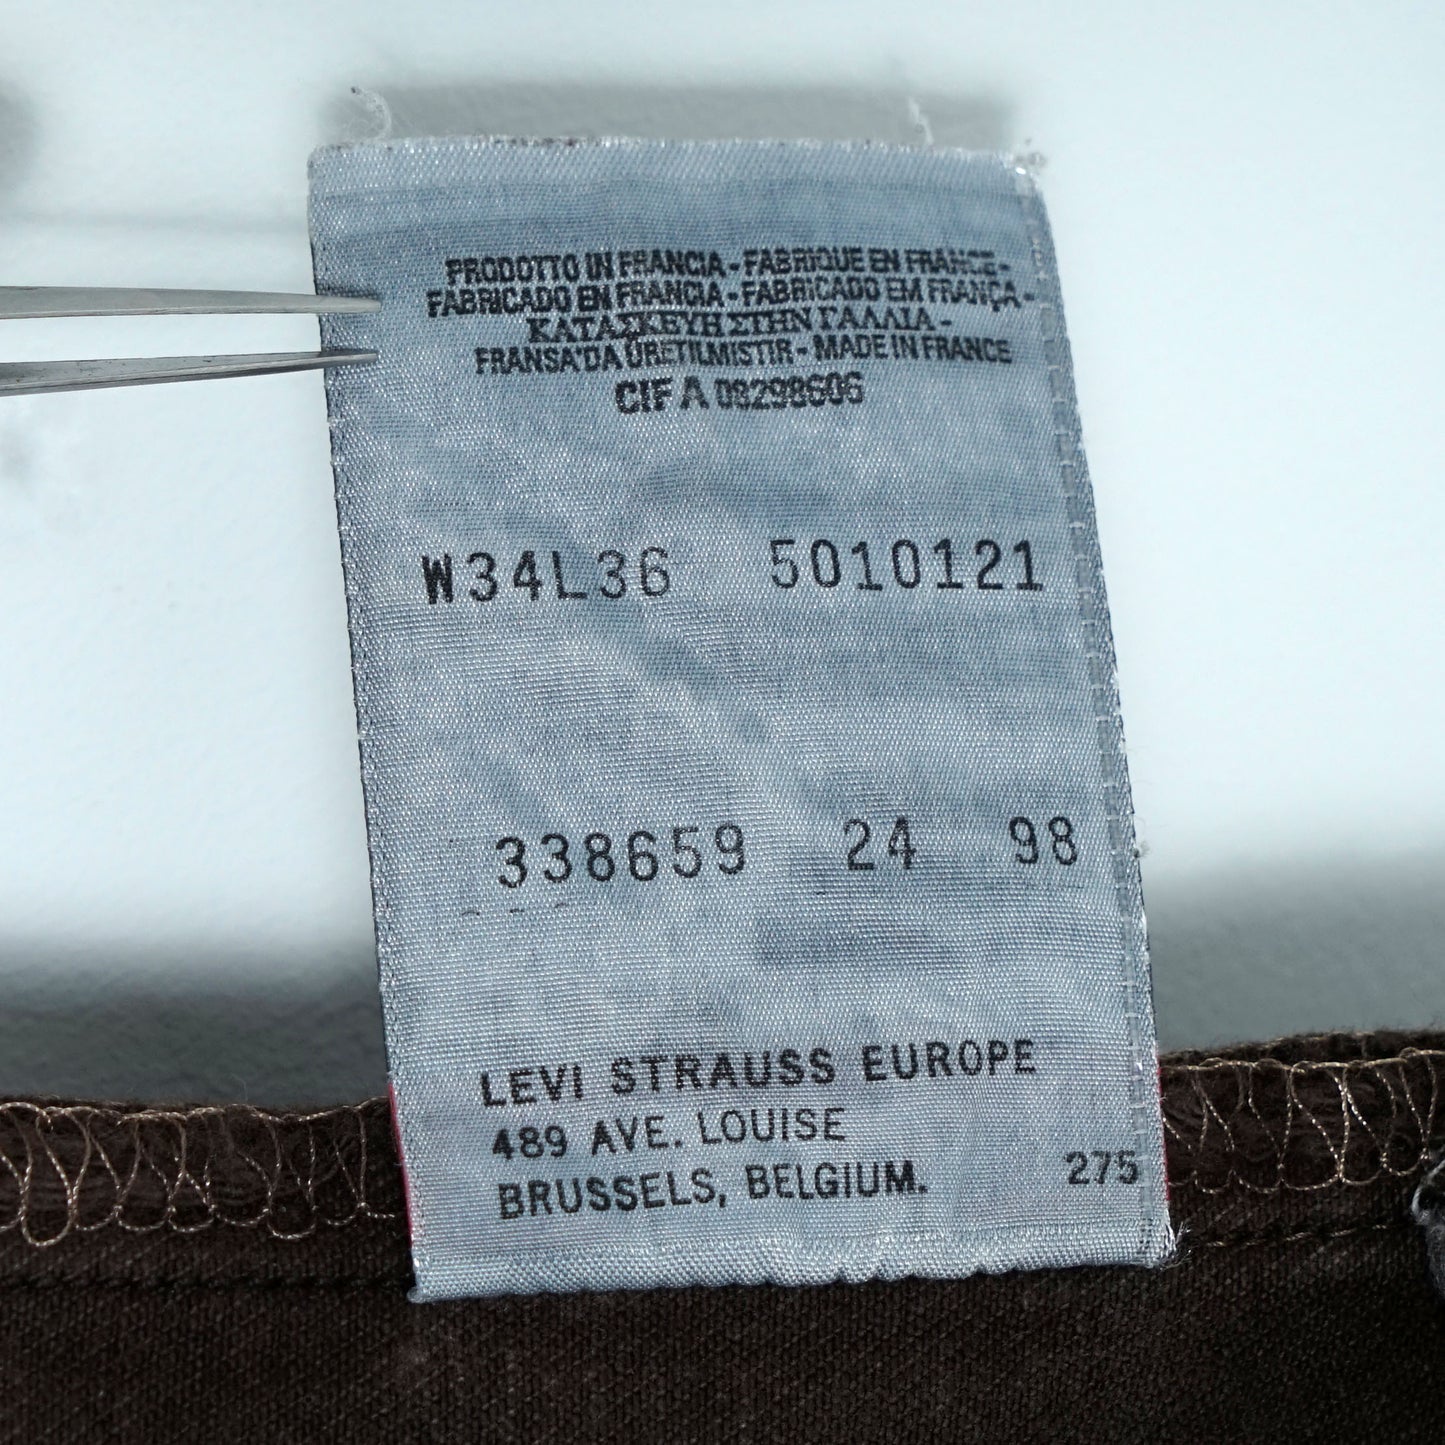 PRODOTTO IN FRANCIA - FABRIQUE EN FRANCE -
FABRICADO EN FRANCIA - FABRICADO EM FRANÇA -
ΚΑΤΑΣΚΕΥΗ ΣΤΗΝ ΓΑΛΛΙΑ -
FRANSA'DA ÜRETILMISTIR - MADE IN FRANCE
CIF A 08298606
W34L36 5010121
338659 24 98
LEVI STRAUSS EUROPE
489 AVE. LOUISE
BRUSSELS, BELGIUM. 275